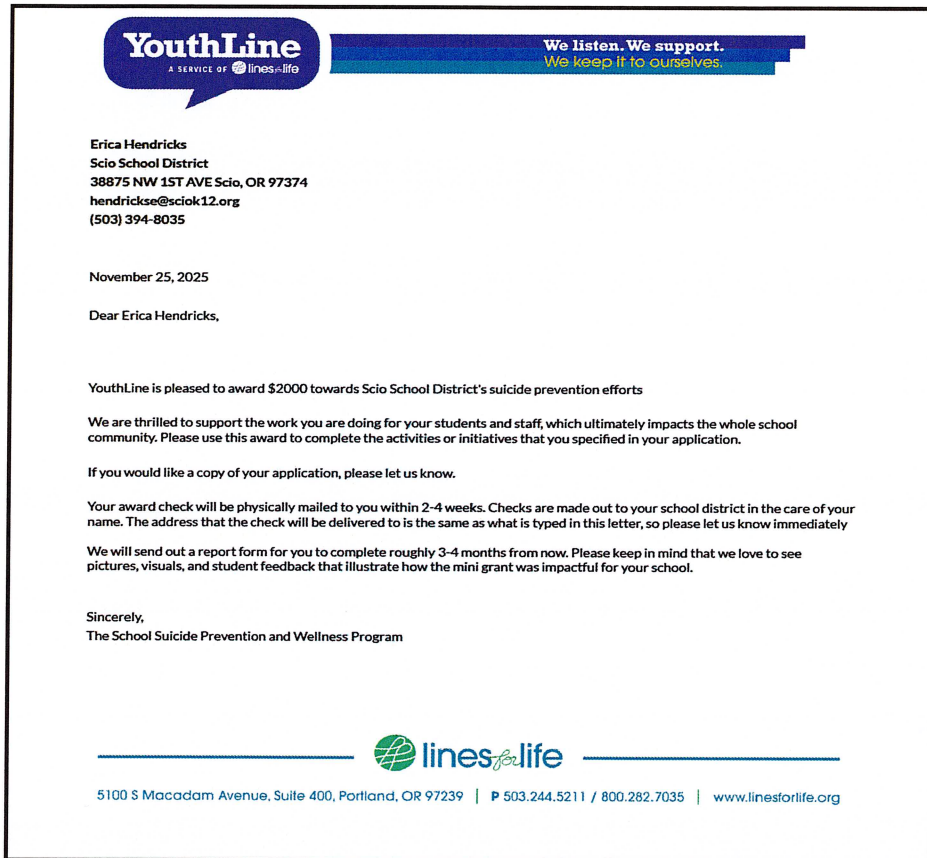 YouthLine
A SERVICE OF linesforlife
We listen. We support.
We keep it to ourselves.
Erica Hendricks
Scio School District
38875 NW 1ST AVE Scio, OR 97374
hendrickse@sciok12.org
(503) 394-8035
November 25, 2025
Dear Erica Hendricks,
YouthLine is pleased to award $2000 towards Scio School District's suicide prevention efforts
We are thrilled to support the work you are doing for your students and staff, which ultimately impacts the whole school
community. Please use this award to complete the activities or initiatives that you specified in your application.
If you would like a copy of your application, please let us know.
Your award check will be physically mailed to you within 2-4 weeks. Checks are made out to your school district in the care of your
name. The address that the check will be delivered to is the same as what is typed in this letter, so please let us know immediately
We will send out a report form for you to complete roughly 3-4 months from now. Please keep in mind that we love to see
pictures, visuals, and student feedback that illustrate how the mini grant was impactful for your school.
Sincerely,
The School Suicide Prevention and Wellness Program
linesforlife
5100 S Macadam Avenue, Suite 400, Portland, OR 97239 | P 503.244.5211 / 800.282.7035 | www.linesforlife.org